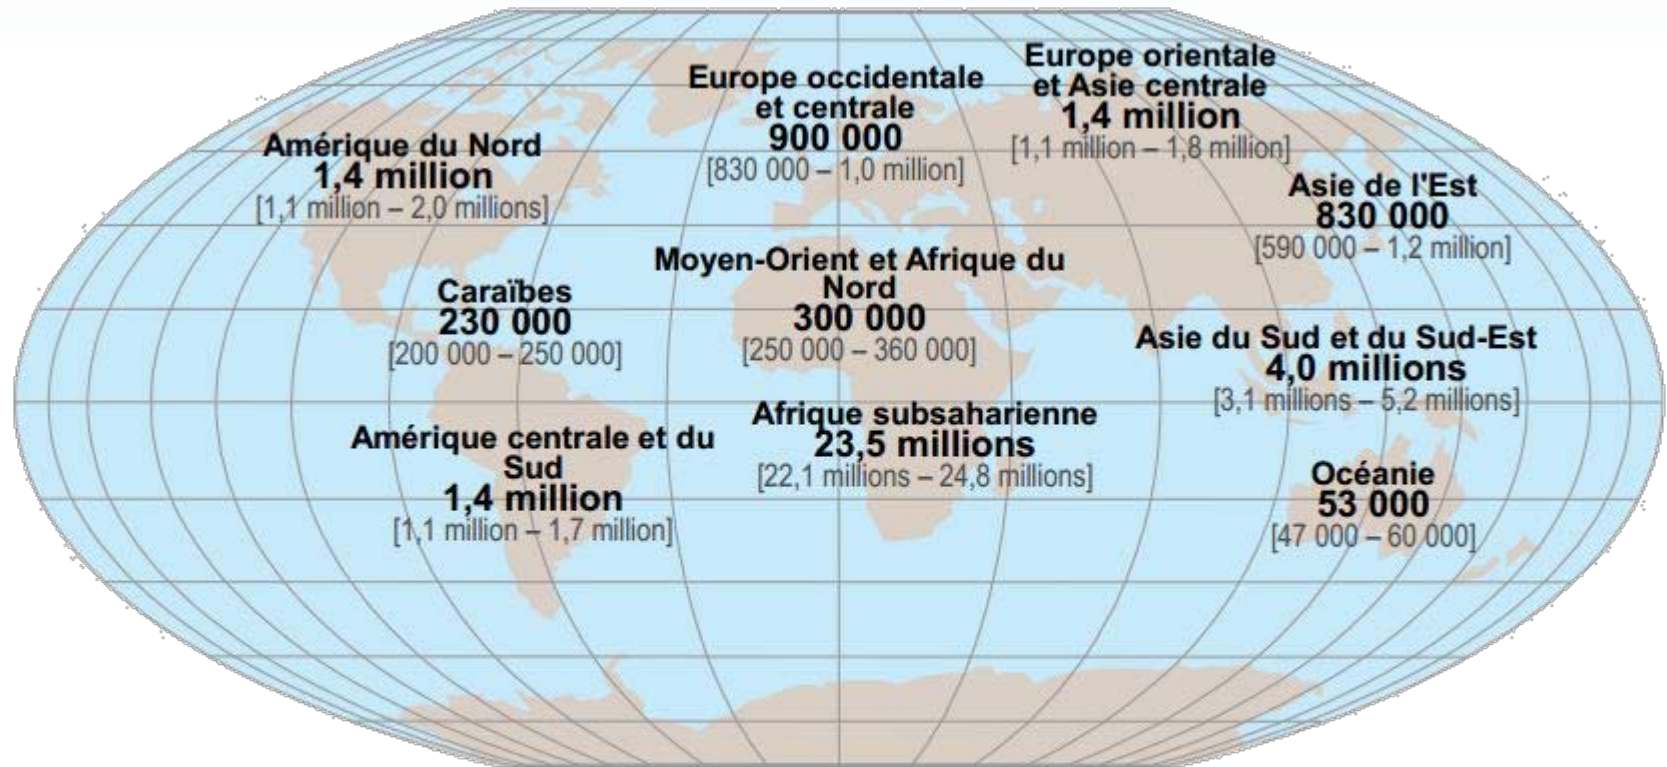 Europe orientale
et Asie centrale
1,4 million
[1,1 million – 1,8 million]
Europe occidentale
et centrale
900 000
[830 000 – 1,0 million]
Amérique du Nord
1,4 million
[1,1 million – 2,0 millions]
Asie de l'Est
830 000
[590 000 – 1,2 million]
Moyen-Orient et Afrique du
Nord
300 000
[250 000 – 360 000]
Caraïbes
230 000
[200 000 – 250 000]
Asie du Sud et du Sud-Est
4,0 millions
[3,1 millions – 5,2 millions]
Afrique subsaharienne
23,5 millions
[22,1 millions – 24,8 millions]
Amérique centrale et du
Sud
1,4 million
[1,1 million – 1,7 million]
Océanie
53 000
[47 000 – 60 000]